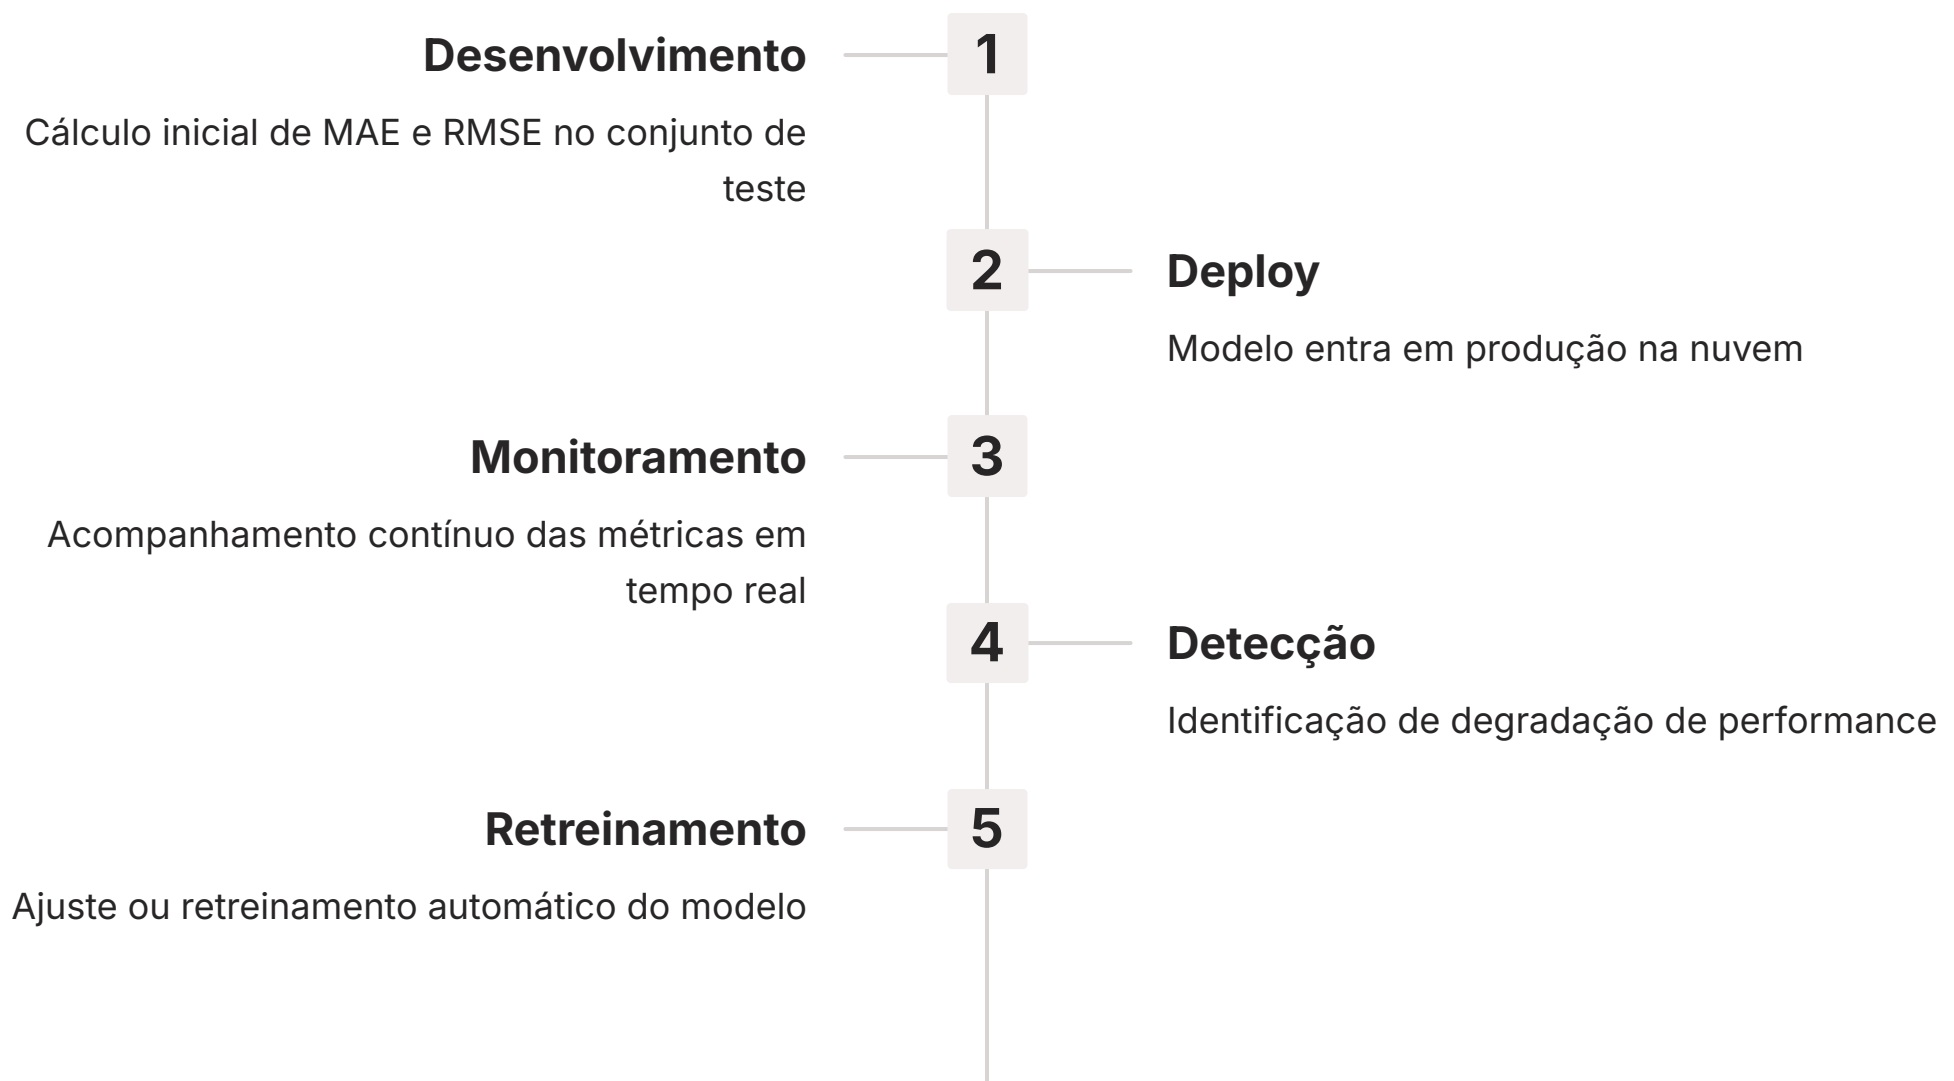 Desenvolvimento
1
Cálculo inicial de MAE e RMSE no conjunto de
teste
2
Deploy
Modelo entra em produção na nuvem
Monitoramento
3
Acompanhamento contínuo das métricas em
tempo real
4
Detecção
Identificação de degradação de performance
Retreinamento
5
Ajuste ou retreinamento automático do modelo